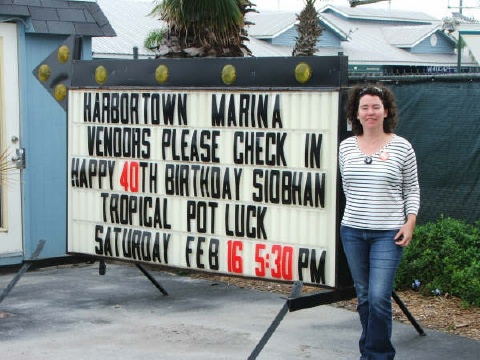 HARBORTOWN MARINA
VENDORS PLEASE CHECK IN
HAPPY 40TH BIRTHDAY SIOBHAN
TROPICAL POT LUCK
SATURDAY FEB 16 5:30 PM